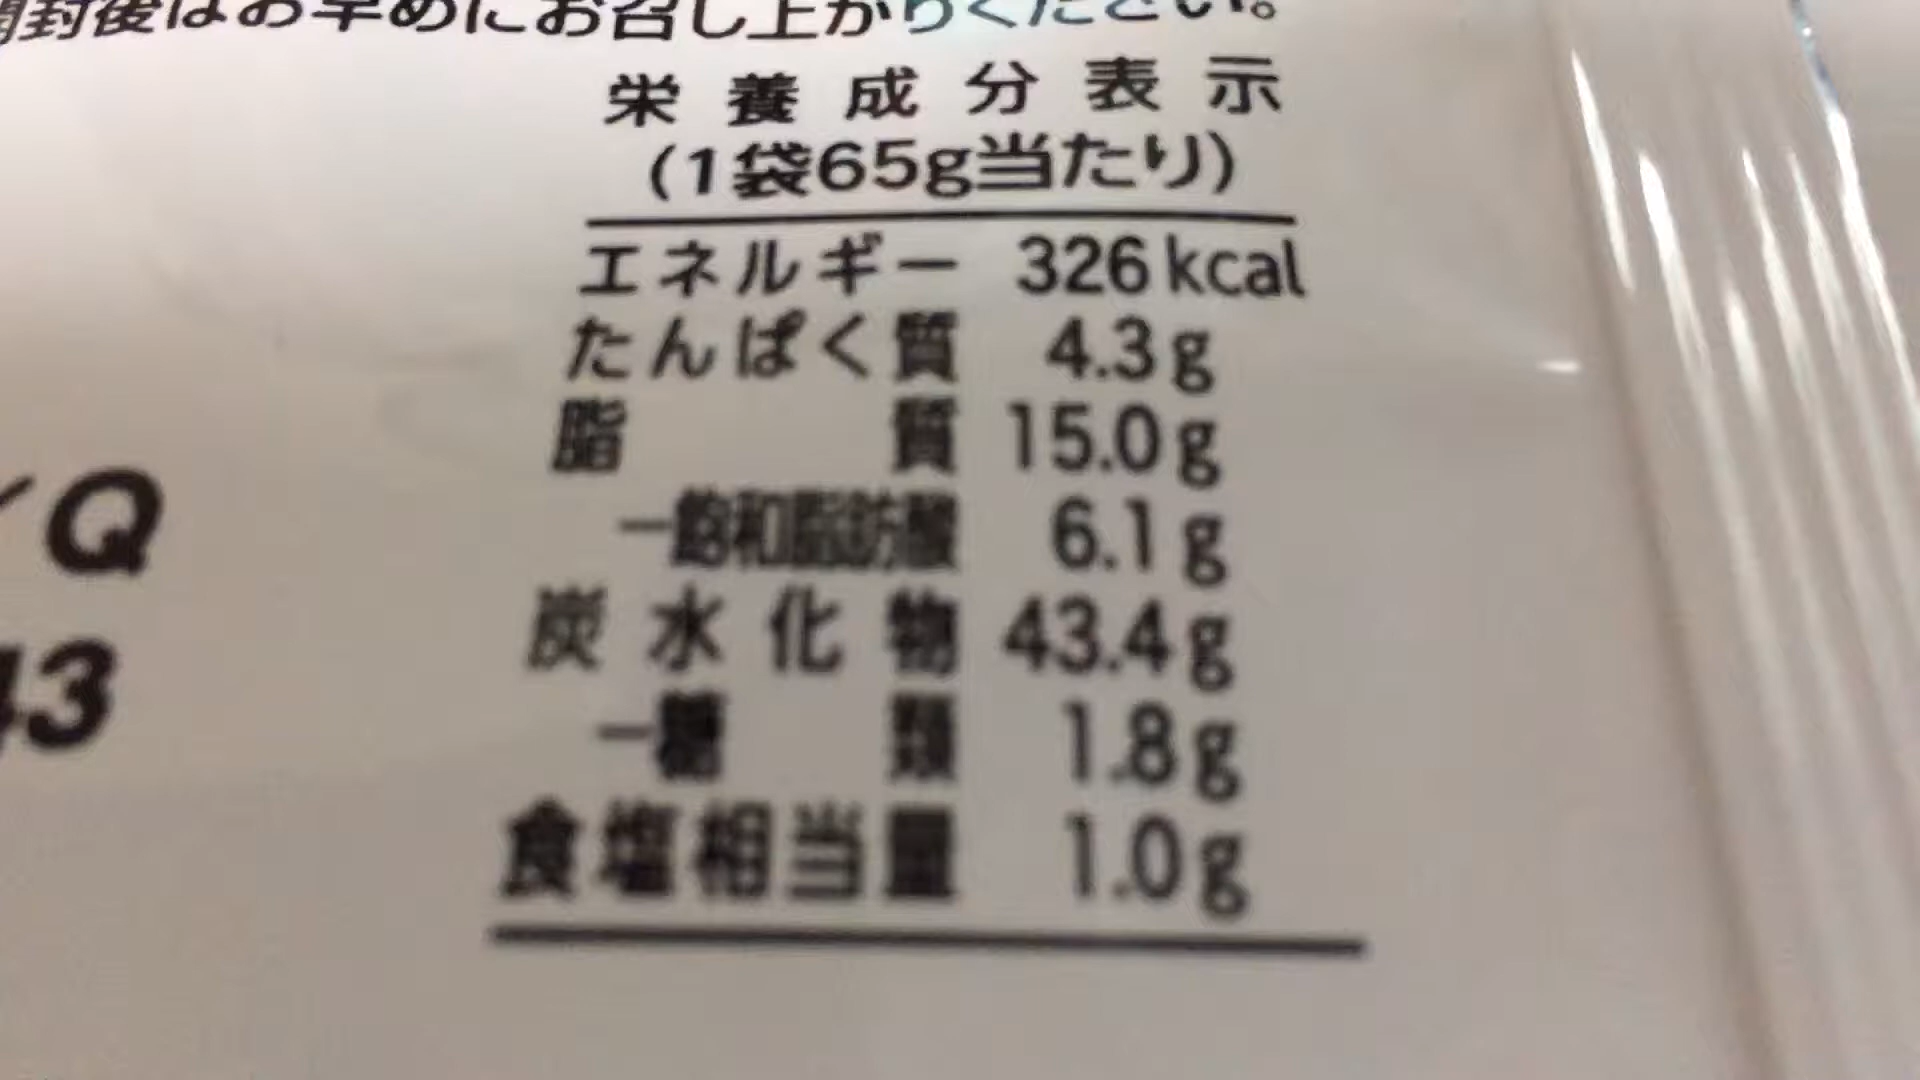 開封後はお早めにお召し上がりください。
栄養成分表示
(1袋65g当たり)
エネルギー 326kcal
たんぱく質 4.3g
脂質 15.0g
－飽和脂肪酸 6.1g
Q
炭水化物 43.4g
43
－糖類 1.8g
食塩相当量 1.0g